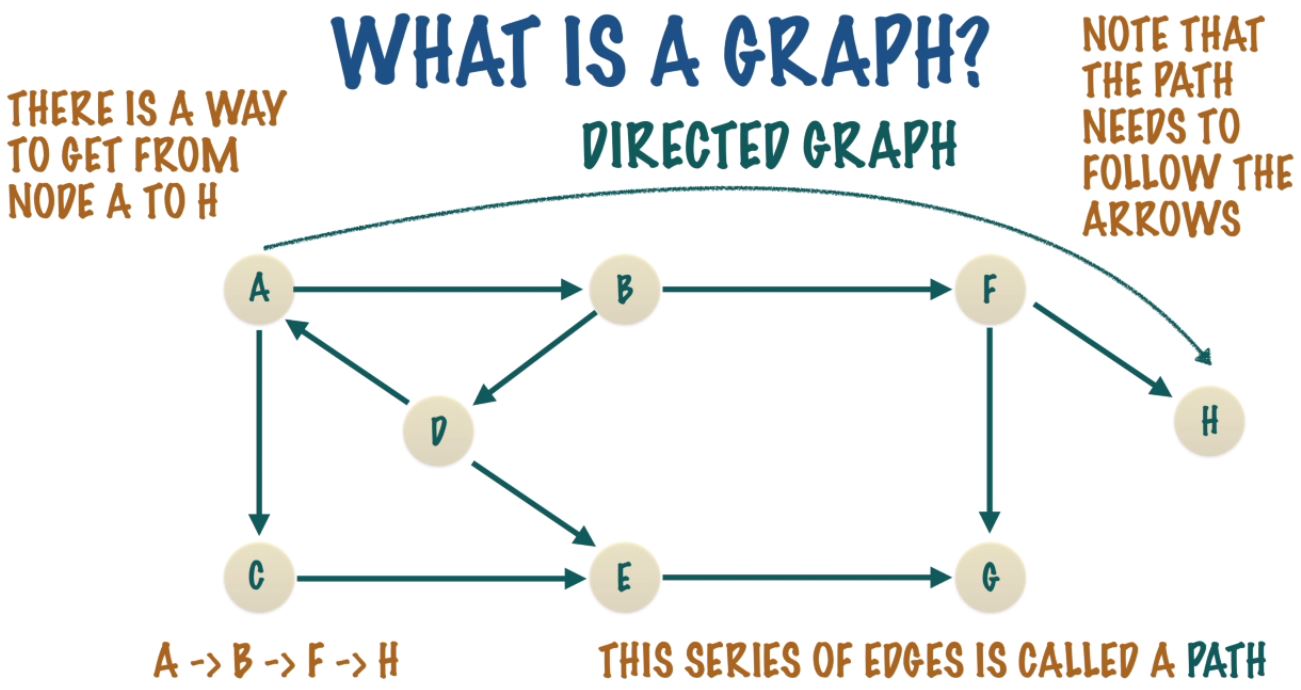 WHAT IS A GRAPH?
DIRECTED GRAPH
THERE IS A WAY
TO GET FROM
NODE A TO H
NOTE THAT
THE PATH
NEEDS TO
FOLLOW THE
ARROWS
A
B
F
D
H
C
E
G
A -> B -> F -> H
THIS SERIES OF EDGES IS CALLED A PATH